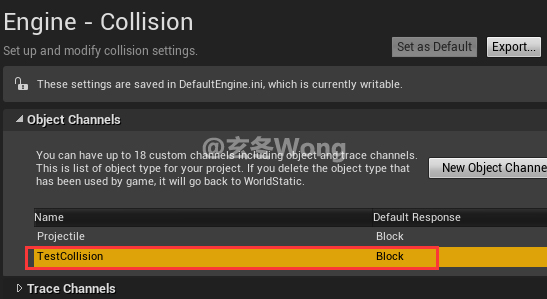 Engine - Collision
Set up and modify collision settings.
Set as Default
Export...
These settings are saved in DefaultEngine.ini, which is currently writable.
Object Channels
@玄冬Wong
You can have up to 18 custom channels including object and trace channels.
This is list of object type for your project. If you delete the object type that
has been used by game, it will go back to WorldStatic.
New Object Channe
Name Default Response
Projectile Block
TestCollision Block
Trace Channels